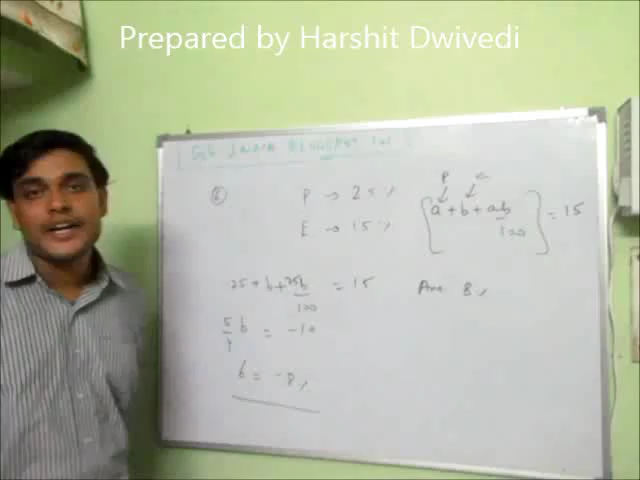 Prepared by Harshit Dwivedi
P → 25%
E → 15%
P
a + b + ab/100 = 15
25 + b + 25b/100 = 15
Ans 8%
5/4 b = -10
b = -8%